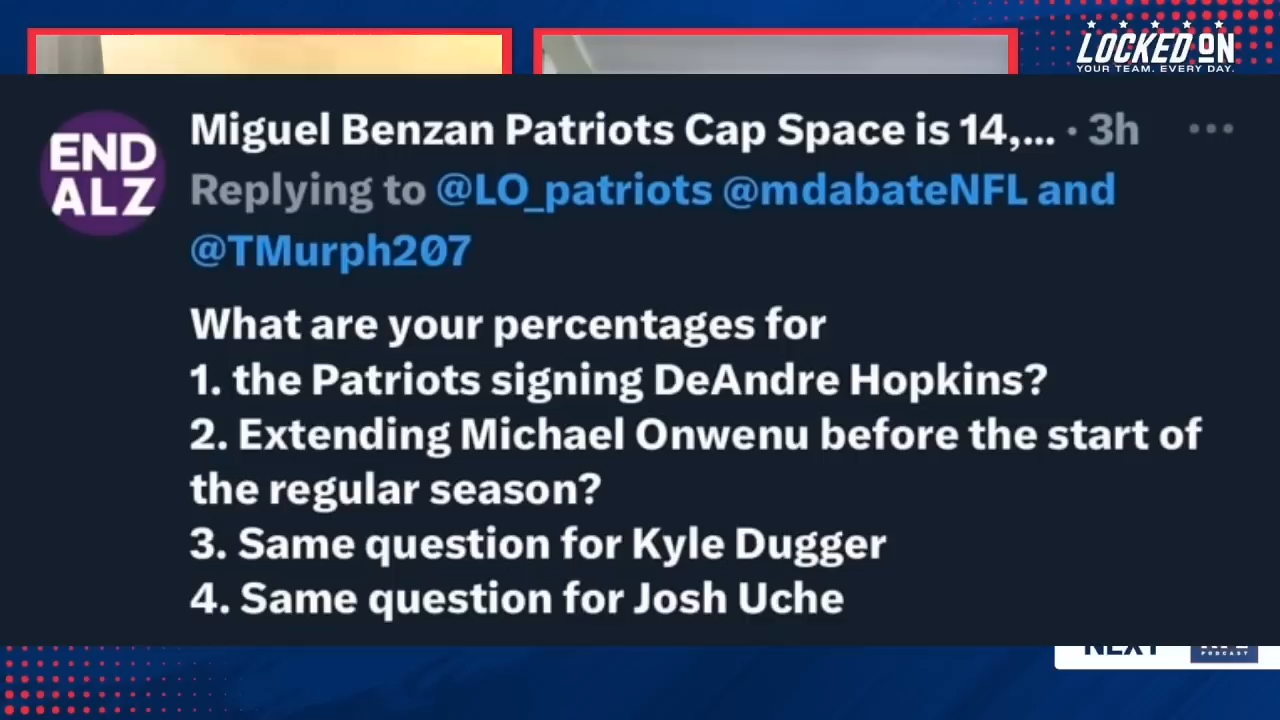 LOCKED ON
YOUR TEAM. EVERY DAY.
END
ALZ
Miguel Benzan Patriots Cap Space is 14,... · 3h
Replying to @LO_patriots @mdabateNFL and
@TMurph207
What are your percentages for
1. the Patriots signing DeAndre Hopkins?
2. Extending Michael Onwenu before the start of
the regular season?
3. Same question for Kyle Dugger
4. Same question for Josh Uche
NEXT
PODCAST